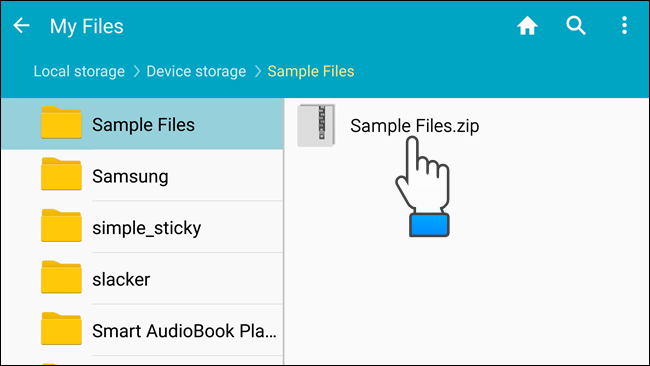 My Files
Local storage > Device storage > Sample Files
Sample Files
Sample Files.zip
Samsung
simple_sticky
slacker
Smart AudioBook Pla...